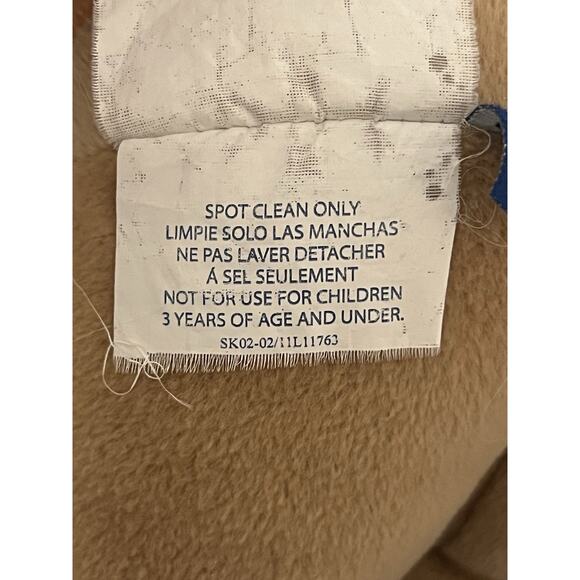 SPOT CLEAN ONLY
LIMPIE SOLO LAS MANCHAS
NE PAS LAVER DETACHER
Á SEL SEULEMENT
NOT FOR USE FOR CHILDREN
3 YEARS OF AGE AND UNDER.
SK02-02/11L11763